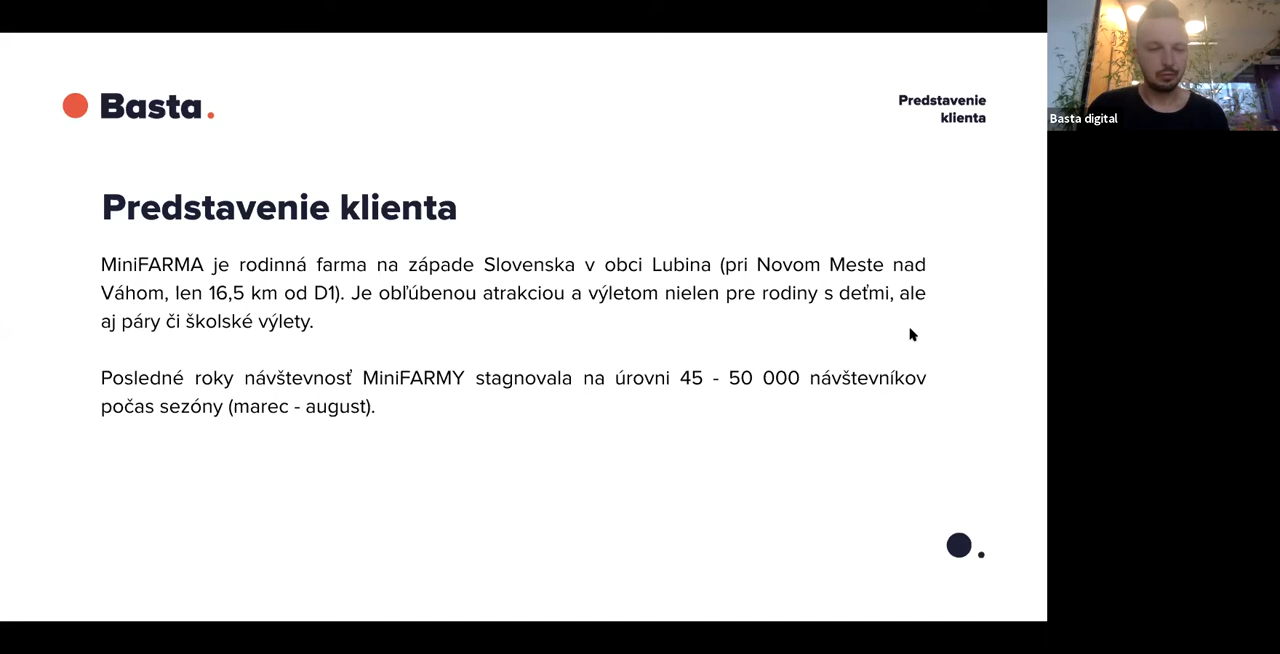 Basta.
Predstavenie
klienta
Basta digital
Predstavenie klienta
MiniFARMA je rodinná farma na západe Slovenska v obci Lubina (pri Novom Meste nad
Váhom, len 16,5 km od D1). Je obľúbenou atrakciou a výletom nielen pre rodiny s deťmi, ale
aj páry či školské výlety.
Posledné roky návštevnosť MiniFARMY stagnovala na úrovni 45 - 50 000 návštevníkov
počas sezóny (marec - august).